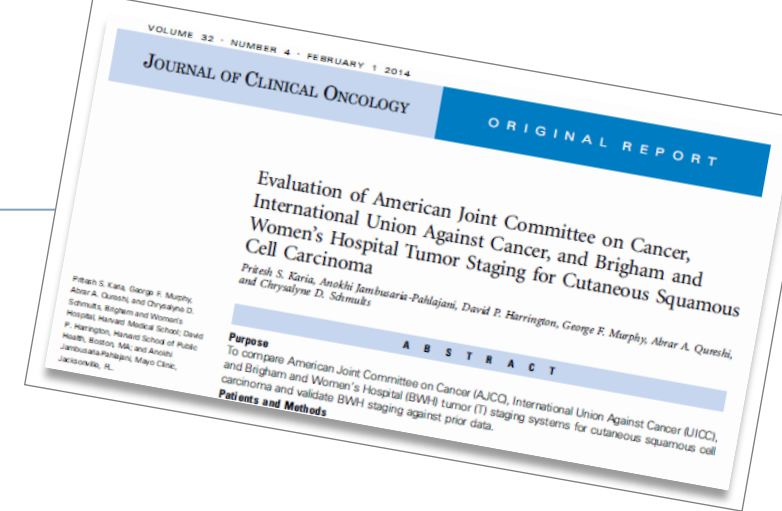 VOLUME 32 · NUMBER 4 · FEBRUARY 1 2014
JOURNAL OF CLINICAL ONCOLOGY
ORIGINAL REPORT
Evaluation of American Joint Committee on Cancer,
International Union Against Cancer, and Brigham and
Women's Hospital Tumor Staging for Cutaneous Squamous
Cell Carcinoma
Pritesh S. Karia, Anokhi Jambusaria-Pahlajani, David P. Harrington, George F. Murphy, Abrar A. Qureshi,
and Chrysalyne D. Schmults
Pritesh S. Karia, George F. Murphy,
Abrar A. Qureshi, and Chrysalyne D.
Schmults, Brigham and Women's
Hospital, Harvard Medical School; David
P. Harrington, Harvard School of Public
Health, Boston, MA; and Anokhi
Jambusaria-Pahlajani, Mayo Clinic,
Jacksonville, FL.
ABSTRACT
Purpose
To compare American Joint Committee on Cancer (AJCC), International Union Against Cancer (UICC),
and Brigham and Women's Hospital (BWH) tumor (T) staging systems for cutaneous squamous cell
carcinoma and validate BWH staging against prior data.
Patients and Methods